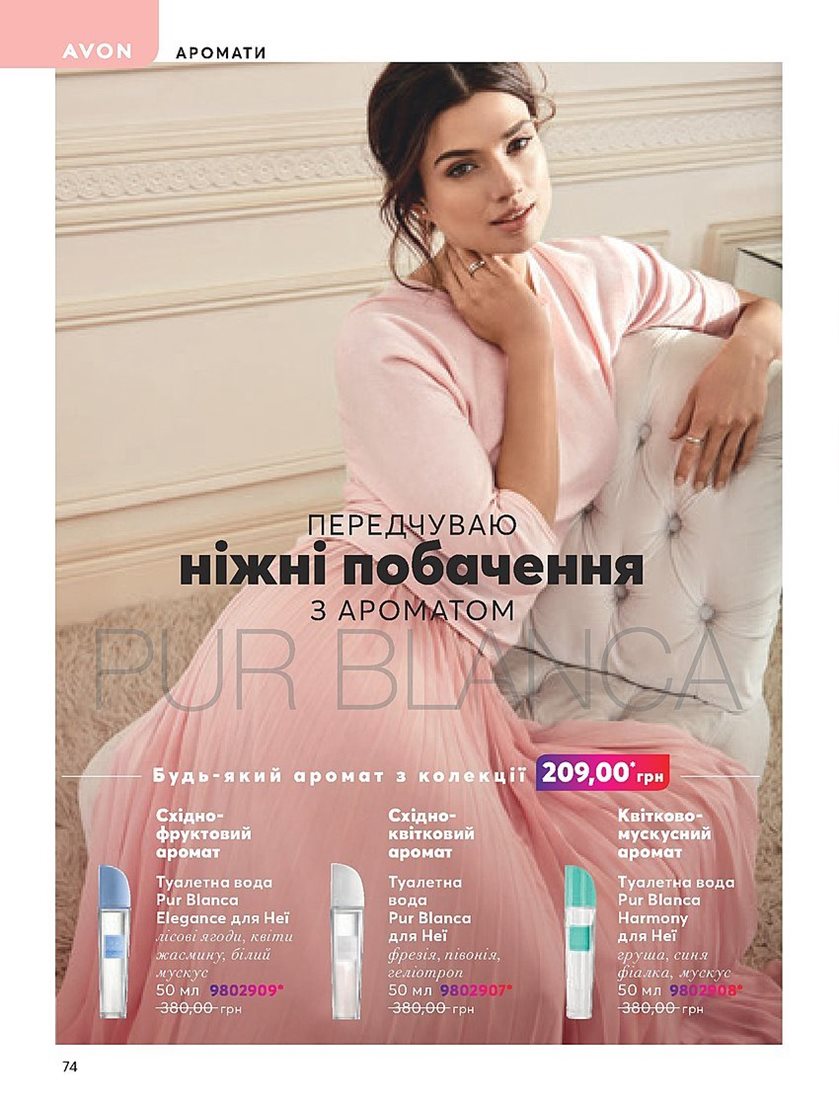 AVON
АРОМАТИ
ПЕРЕДЧУВАЮ
ніжні побачення
З АРОМАТОМ
PUR BLANCA
Будь-який аромат з колекції 209,00* грн
Східно-
фруктовий
аромат
Туалетна вода
Pur Blanca
Elegance для Неї
лісові ягоди, квіти
жасмину, білий
мускус
50 мл 9802909*
380,00 грн
Східно-
квітковий
аромат
Туалетна
вода
Pur Blanca
для Неї
фрезія, півонія,
геліотроп
50 мл 9802907*
380,00 грн
Квітково-
мускусний
аромат
Туалетна вода
Pur Blanca
Harmony
для Неї
груша, синя
фіалка, мускус
50 мл 9802908*
380,00 грн
74